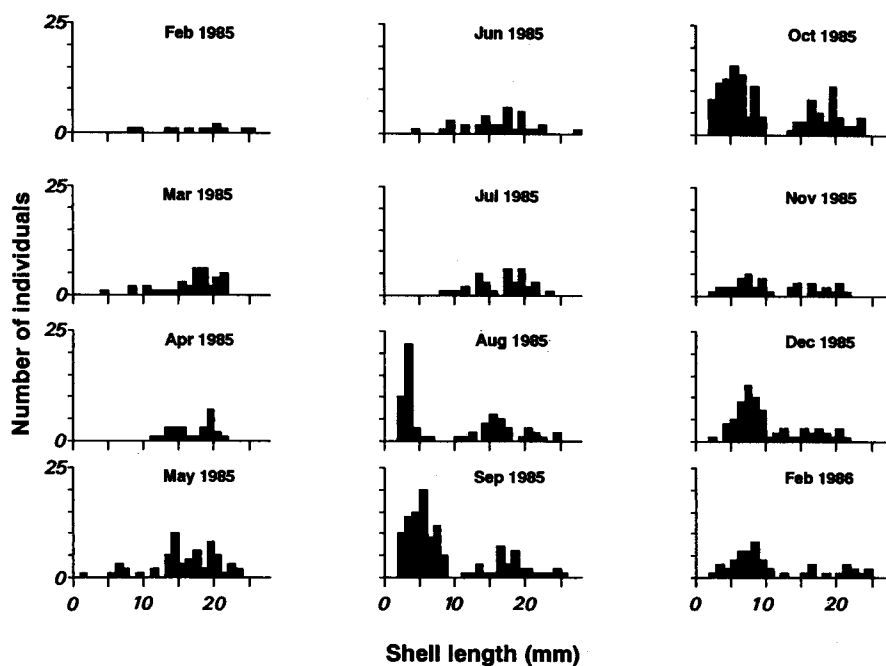 Number of individuals
25
Feb 1985
0
25
Mar 1985
0
25
Apr 1985
0
25
May 1985
0
0 10 20
Jun 1985
Jul 1985
Aug 1985
Sep 1985
0 10 20
Oct 1985
Nov 1985
Dec 1985
Feb 1986
0 10 20
Shell length (mm)